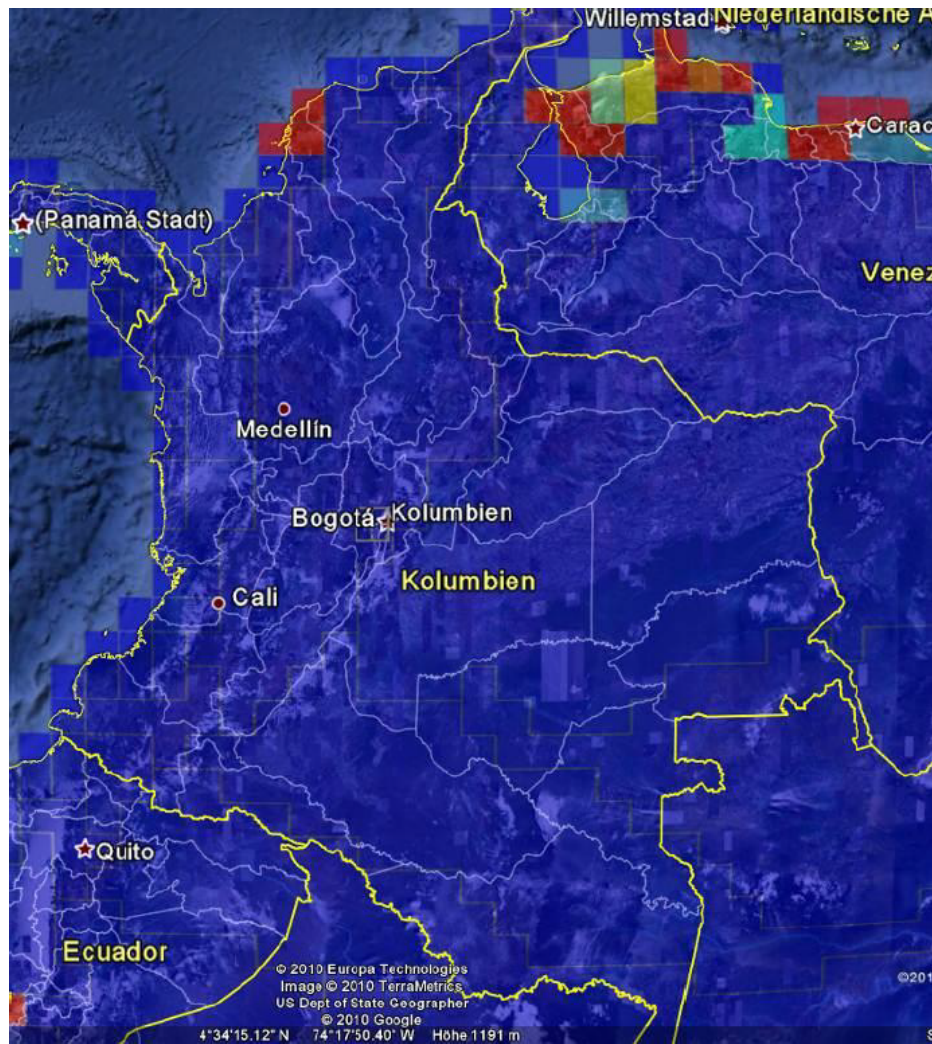 Willemstad
Niederländische A
Carac
(Panamá Stadt)
Venez
Medellín
Bogotá
Kolumbien
Kolumbien
Cali
Quito
Ecuador
© 2010 Europa Technologies
Image © 2010 TerraMetrics
US Dept of State Geographer
© 2010 Google
©201
4°34'15.12" N 74°17'50.40" W Höhe 1191 m
S